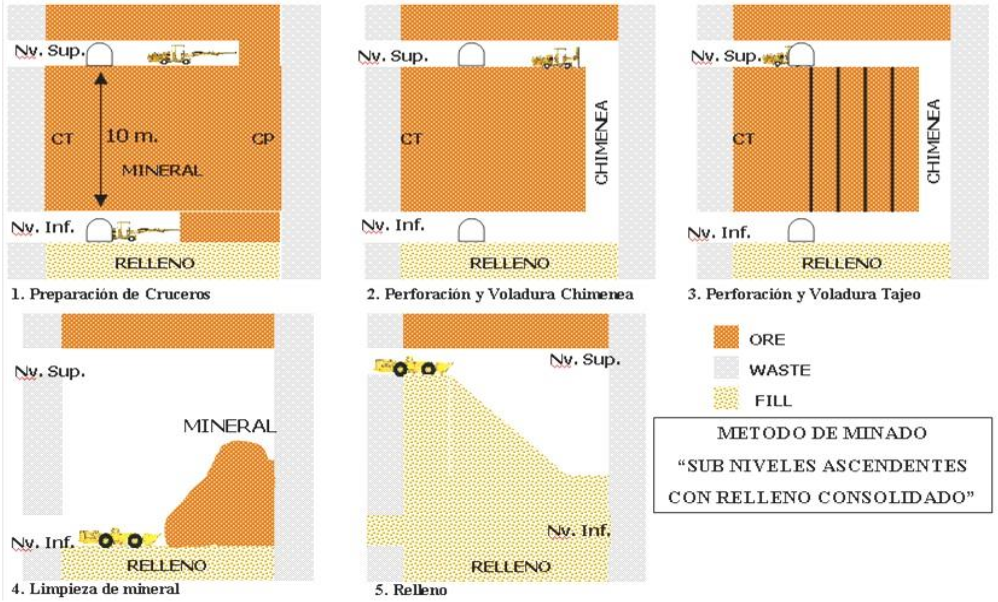 Nv. Sup.
CT
10 m.
CP
MINERAL
Nv. Inf.
RELLENO
1. Preparación de Cruceros
Nv. Sup.
CT
CHIMENEA
Nv. Inf.
RELLENO
2. Perforación y Voladura Chimenea
Nv. Sup.
CT
CHIMENEA
Nv. Inf.
RELLENO
3. Perforación y Voladura Tajeo
Nv. Sup.
MINERAL
Nv. Inf.
RELLENO
4. Limpieza de mineral
Nv. Sup.
Nv. Inf.
RELLENO
5. Relleno
ORE
WASTE
FILL
METODO DE MINADO
“SUB NIVELES ASCENDENTES
CON RELLENO CONSOLIDADO”